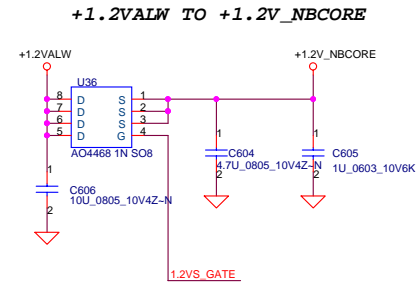 +1.2VALW TO +1.2V_NBCORE
+1.2VALW
+1.2V_NBCORE
U36
8 D S 1
7 D S 2
6 D S 3
5 D G 4
AO4468 1N SO8
1
C606
10U_0805_10V4Z~N
2
1
C604
4.7U_0805_10V4Z~N
2
1
C605
1U_0603_10V6K
2
1.2VS_GATE